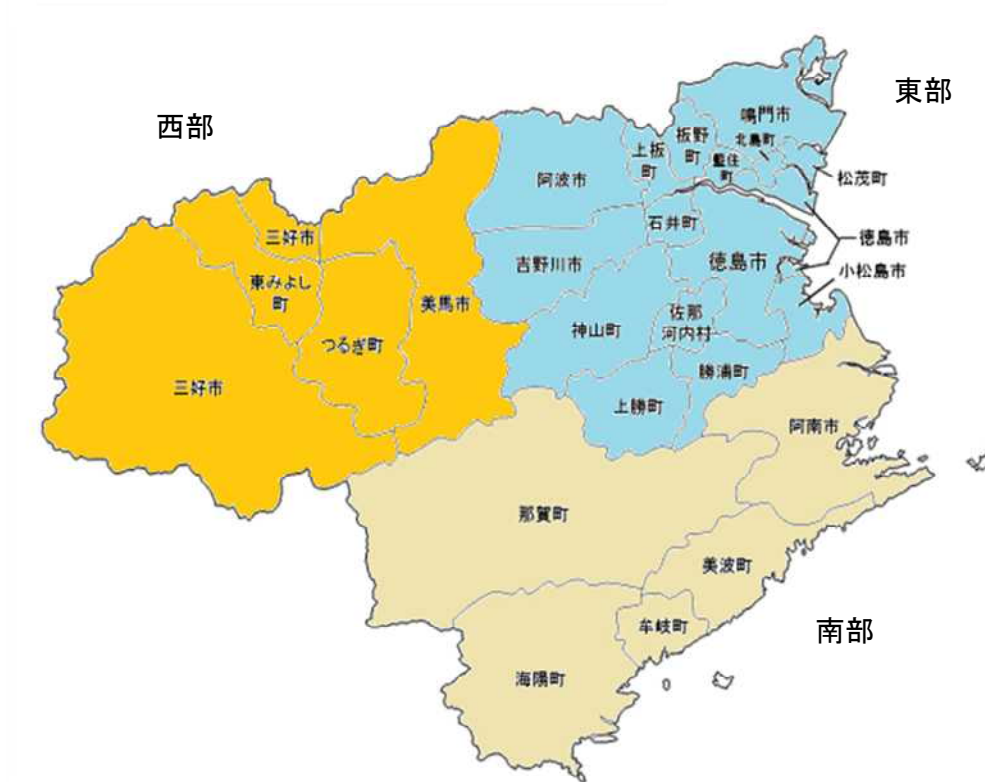 東部
西部
鳴門市
北島町
板野
町
上板
町
藍住
町
松茂町
阿波市
石井町
徳島市
三好市
吉野川市
徳島市
小松島市
東みよし
町
美馬市
佐那
河内村
神山町
つるぎ町
勝浦町
三好市
上勝町
阿南市
那賀町
美波町
牟岐町
南部
海陽町